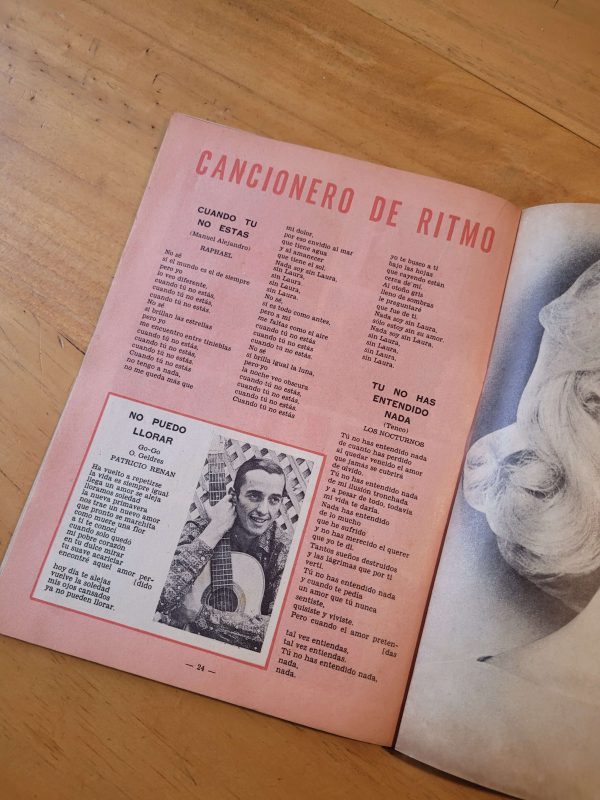 CANCIONERO DE RITMO
CUANDO TU
NO ESTAS
(Manuel Alejandro)
RAPHAEL
No sé
si el mundo es el de siempre
pero yo
lo veo diferente,
cuando tú no estás,
cuando tú no estás,
cuando tú no estás.
No sé
si brillan las estrellas
pero yo
me encuentro entre tinieblas
cuando tú no estás,
cuando tú no estás,
Cuando tú no estás
no tengo a nada,
no me queda más que
mi dolor,
por eso envidio al mar
que tiene agua
y al amanecer
que tiene el sol.
Nada soy sin Laura,
sin Laura,
sin Laura,
sin Laura,
No sé,
si es todo como antes,
pero a mí
me faltas como el aire
cuando tú no estás
cuando tú no estás
cuando tú no estás.
No sé
si brilla igual la luna,
pero yo
la noche veo obscura
cuando tú no estás,
cuando tú no estás,
cuando tú no estás.
Cuando tú no estás
yo te busco a ti
bajo las hojas
que cayendo están
cerca de mí.
Al otoño gris
lleno de sombras
le preguntaré
que fue de ti.
Nada soy sin Laura,
sólo estoy sin su amor.
Nada soy sin Laura,
sin Laura,
sin Laura,
sin Laura,
sin Laura.
TU NO HAS
ENTENDIDO
NADA
(Tenco)
LOS NOCTURNOS
Tú no has entendido nada
de cuanto has perdido
al quedar vencido el amor
que jamás se cubrirá
de olvido.
Tú no has entendido nada
de mi ilusión tronchada.
y a pesar de todo, todavía
mi vida te daría.
Nada has entendido
de lo mucho
que he sufrido
y no has merecido el querer
que yo te di.
Tantos sueños destruidos
y las lágrimas que por ti
vertí.
Tú no has entendido nada
y cuando te pedía
un amor que tú nunca
sentiste,
quisiste y viviste.
Pero cuando el amor preten-
[das
tal vez entiendas,
tal vez entiendas.
Tú no has entendido nada,
nada,
nada.
NO PUEDO
LLORAR
Go-Go
O. Geldres
PATRICIO RENAN
Ha vuelto a repetirse
la vida es siempre igual
llega un amor se aleja
lloramos soledad
la nueva primavera
nos trae un nuevo amor
que pronto se marchita
como muere una flor
a ti te conocí
cuando solo quedó
mi pobre corazón
en tu dulce mirar
tu suave acariciar
encontré aquel amor per-
[dido
hoy día te alejas
vuelve la soledad
mis ojos cansados
ya no pueden llorar.
— 24 —